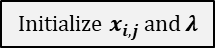 Initialize x_{i,j} and λ